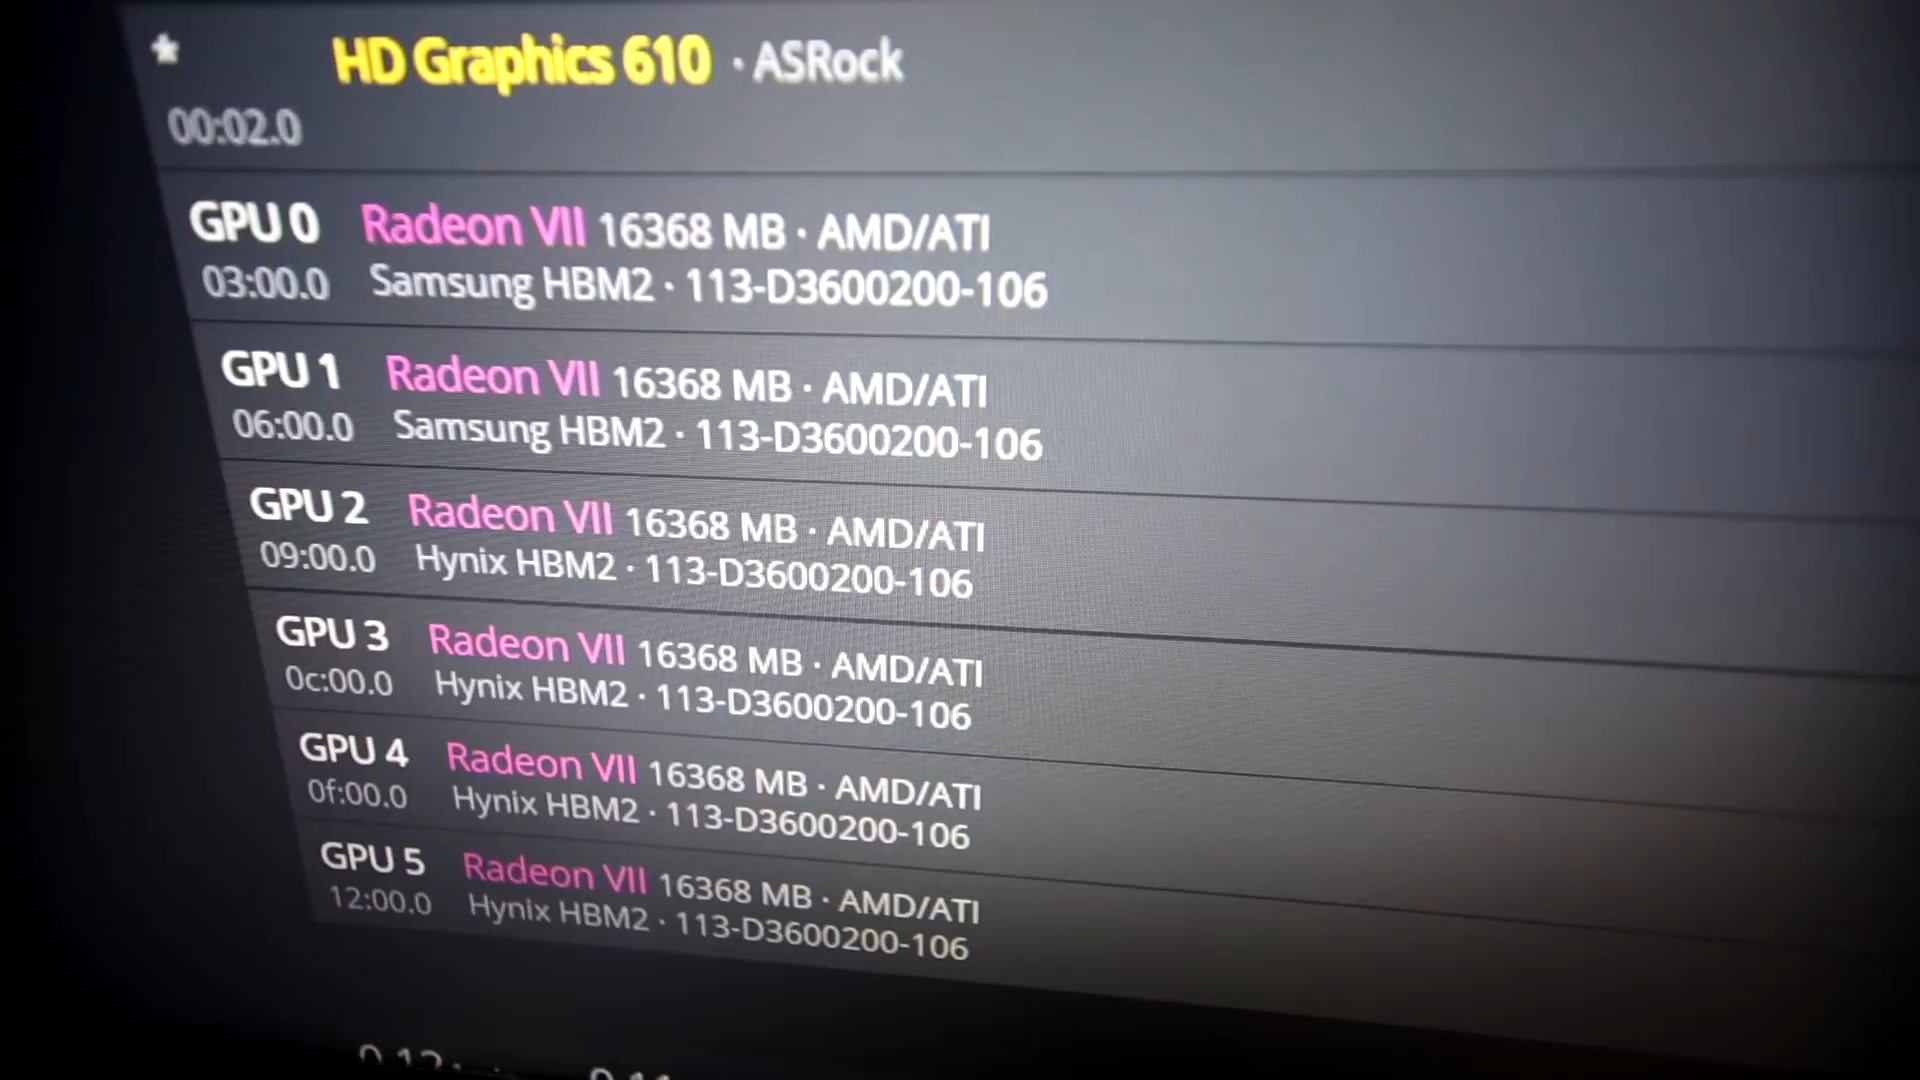 HD Graphics 610 · ASRock
00:02.0
GPU 0 Radeon VII 16368 MB · AMD/ATI
03:00.0 Samsung HBM2 · 113-D3600200-106
GPU 1 Radeon VII 16368 MB · AMD/ATI
06:00.0 Samsung HBM2 · 113-D3600200-106
GPU 2 Radeon VII 16368 MB · AMD/ATI
09:00.0 Hynix HBM2 · 113-D3600200-106
GPU 3 Radeon VII 16368 MB · AMD/ATI
0c:00.0 Hynix HBM2 · 113-D3600200-106
GPU 4 Radeon VII 16368 MB · AMD/ATI
0f:00.0 Hynix HBM2 · 113-D3600200-106
GPU 5 Radeon VII 16368 MB · AMD/ATI
12:00.0 Hynix HBM2 · 113-D3600200-106